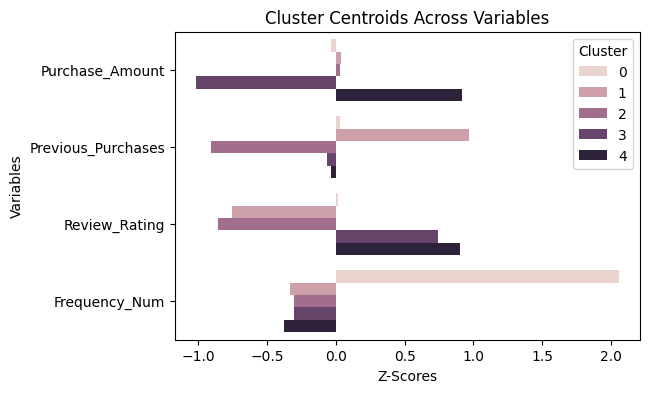 Cluster Centroids Across Variables
Cluster
0
1
2
3
4
Variables
Purchase_Amount
Previous_Purchases
Review_Rating
Frequency_Num
−1.0 −0.5 0.0 0.5 1.0 1.5 2.0
Z-Scores